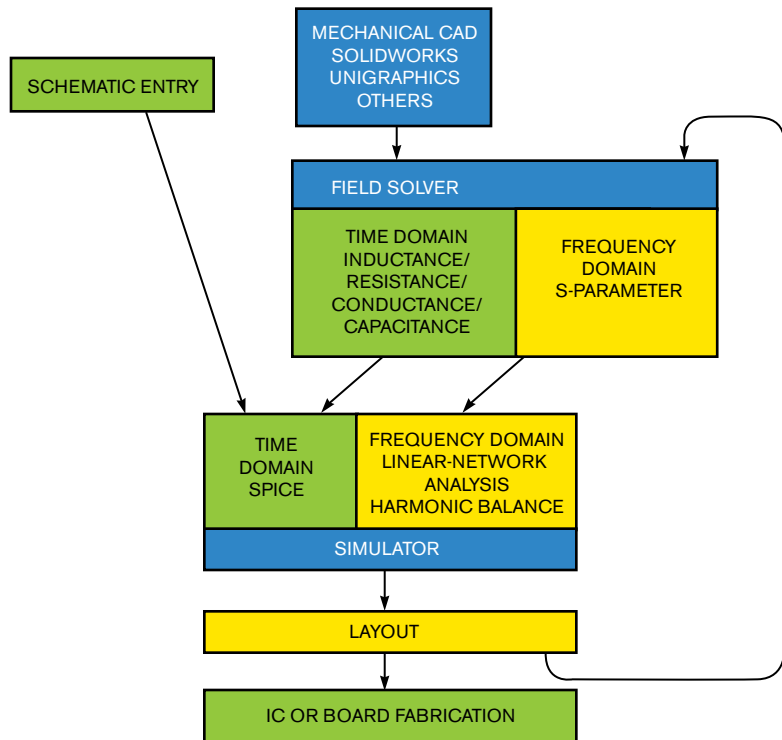 MECHANICAL CAD
SOLIDWORKS
UNIGRAPHICS
OTHERS
SCHEMATIC ENTRY
FIELD SOLVER
TIME DOMAIN
INDUCTANCE/
RESISTANCE/
CONDUCTANCE/
CAPACITANCE
FREQUENCY
DOMAIN
S-PARAMETER
TIME
DOMAIN
SPICE
FREQUENCY DOMAIN
LINEAR-NETWORK
ANALYSIS
HARMONIC BALANCE
SIMULATOR
LAYOUT
IC OR BOARD FABRICATION